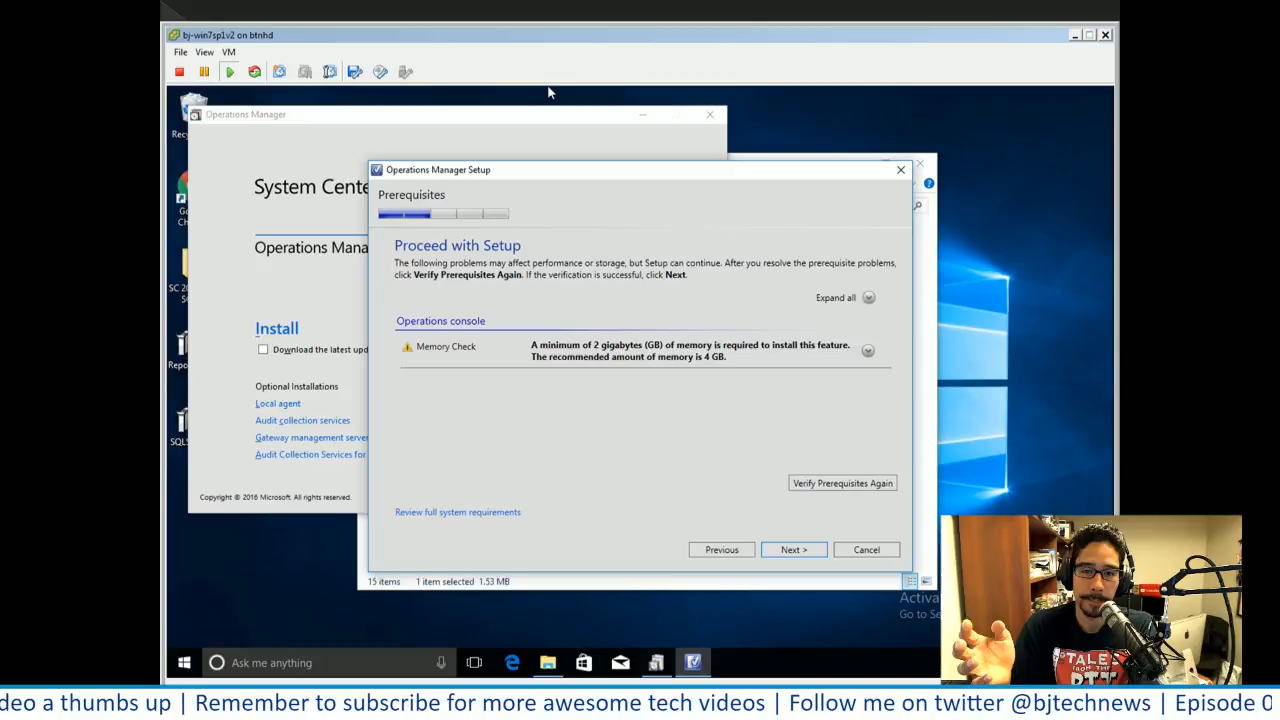 bj-win7sp1v2 on btnhd
File View VM
Operations Manager
System Cente
Operations Mana
Install
Download the latest upd
Optional Installations
Local agent
Audit collection services
Gateway management server
Audit Collection Services for
Copyright © 2016 Microsoft. All rights reserved.
Operations Manager Setup
Prerequisites
Proceed with Setup
The following problems may affect performance or storage, but Setup can continue. After you resolve the prerequisite problems,
click Verify Prerequisites Again. If the verification is successful, click Next.
Expand all
Operations console
Memory Check
A minimum of 2 gigabytes (GB) of memory is required to install this feature.
The recommended amount of memory is 4 GB.
Verify Prerequisites Again
Review full system requirements
Previous
Next >
Cancel
15 items 1 item selected 1.53 MB
Activa
Go to Se
Ask me anything
TALES
FROM THE
deo a thumbs up | Remember to subscribe for more awesome tech videos | Follow me on twitter @bjtechnews | Episode 0